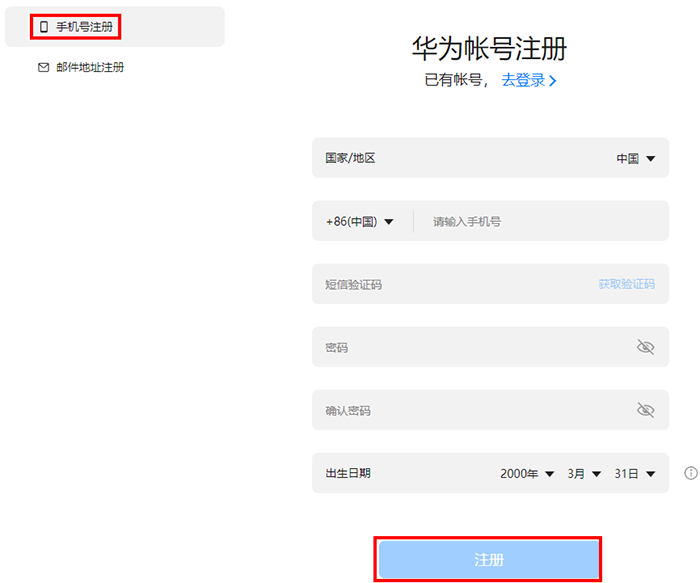 手机号注册
邮件地址注册
华为帐号注册
已有帐号，去登录
国家/地区 中国
+86(中国) 请输入手机号
短信验证码 获取验证码
密码
确认密码
出生日期 2000年 3月 31日
注册